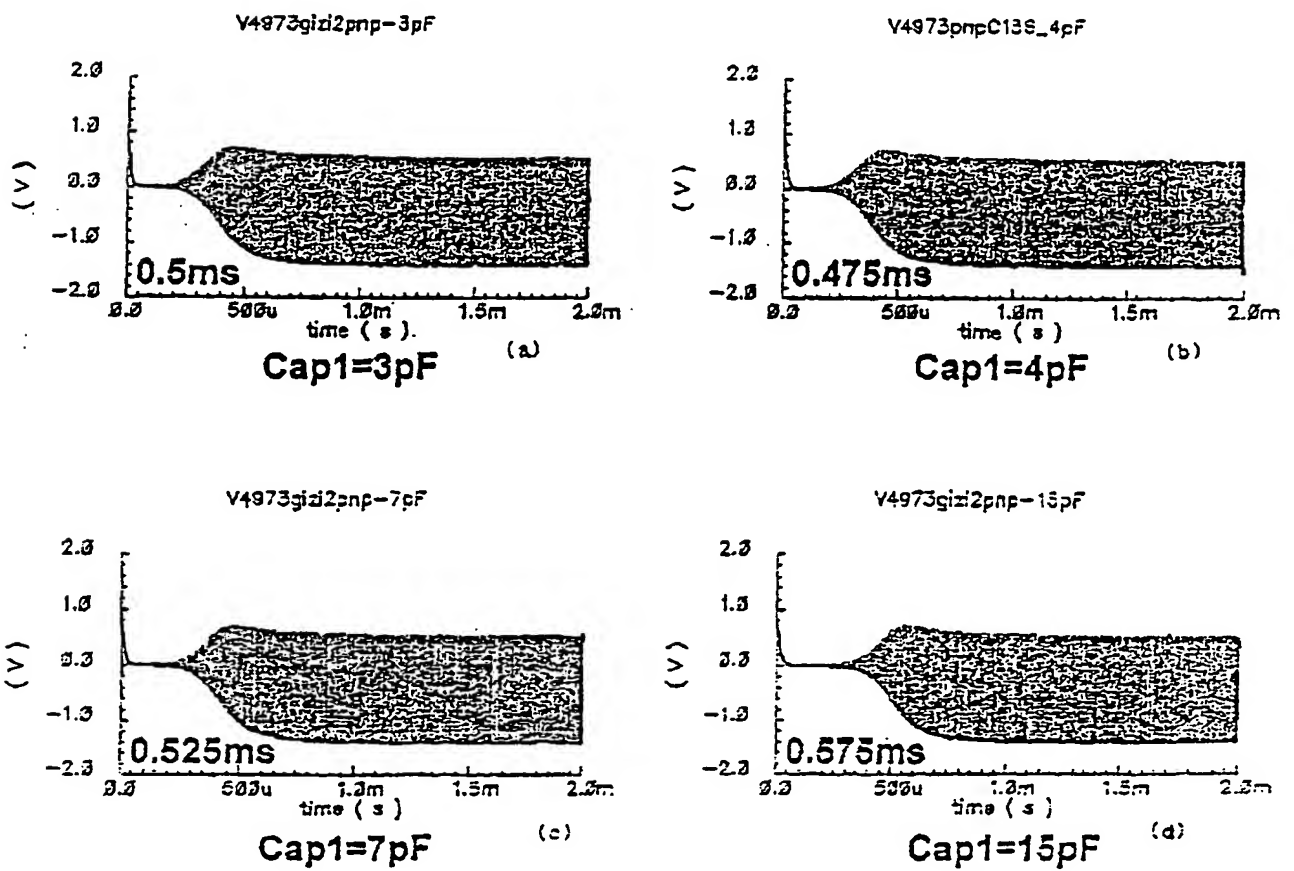 V4973gizi2pnp-3pF
2.0
1.0
0.0
-1.0
-2.0
(V)
0.5ms
0.0 500u 1.0m 1.5m 2.0m
time (s)
(a)
Cap1=3pF
V4973pnpC13S_4pF
2.0
1.0
0.0
-1.0
-2.0
(V)
0.475ms
0.0 500u 1.0m 1.5m 2.0m
time (s)
(b)
Cap1=4pF
V4973gizi2pnp-7pF
2.0
1.0
0.0
-1.0
-2.0
(V)
0.525ms
0.0 500u 1.0m 1.5m 2.0m
time (s)
(c)
Cap1=7pF
V4973gizi2pnp-15pF
2.0
1.0
0.0
-1.0
-2.0
(V)
0.575ms
0.0 500u 1.0m 1.5m 2.0m
time (s)
(d)
Cap1=15pF